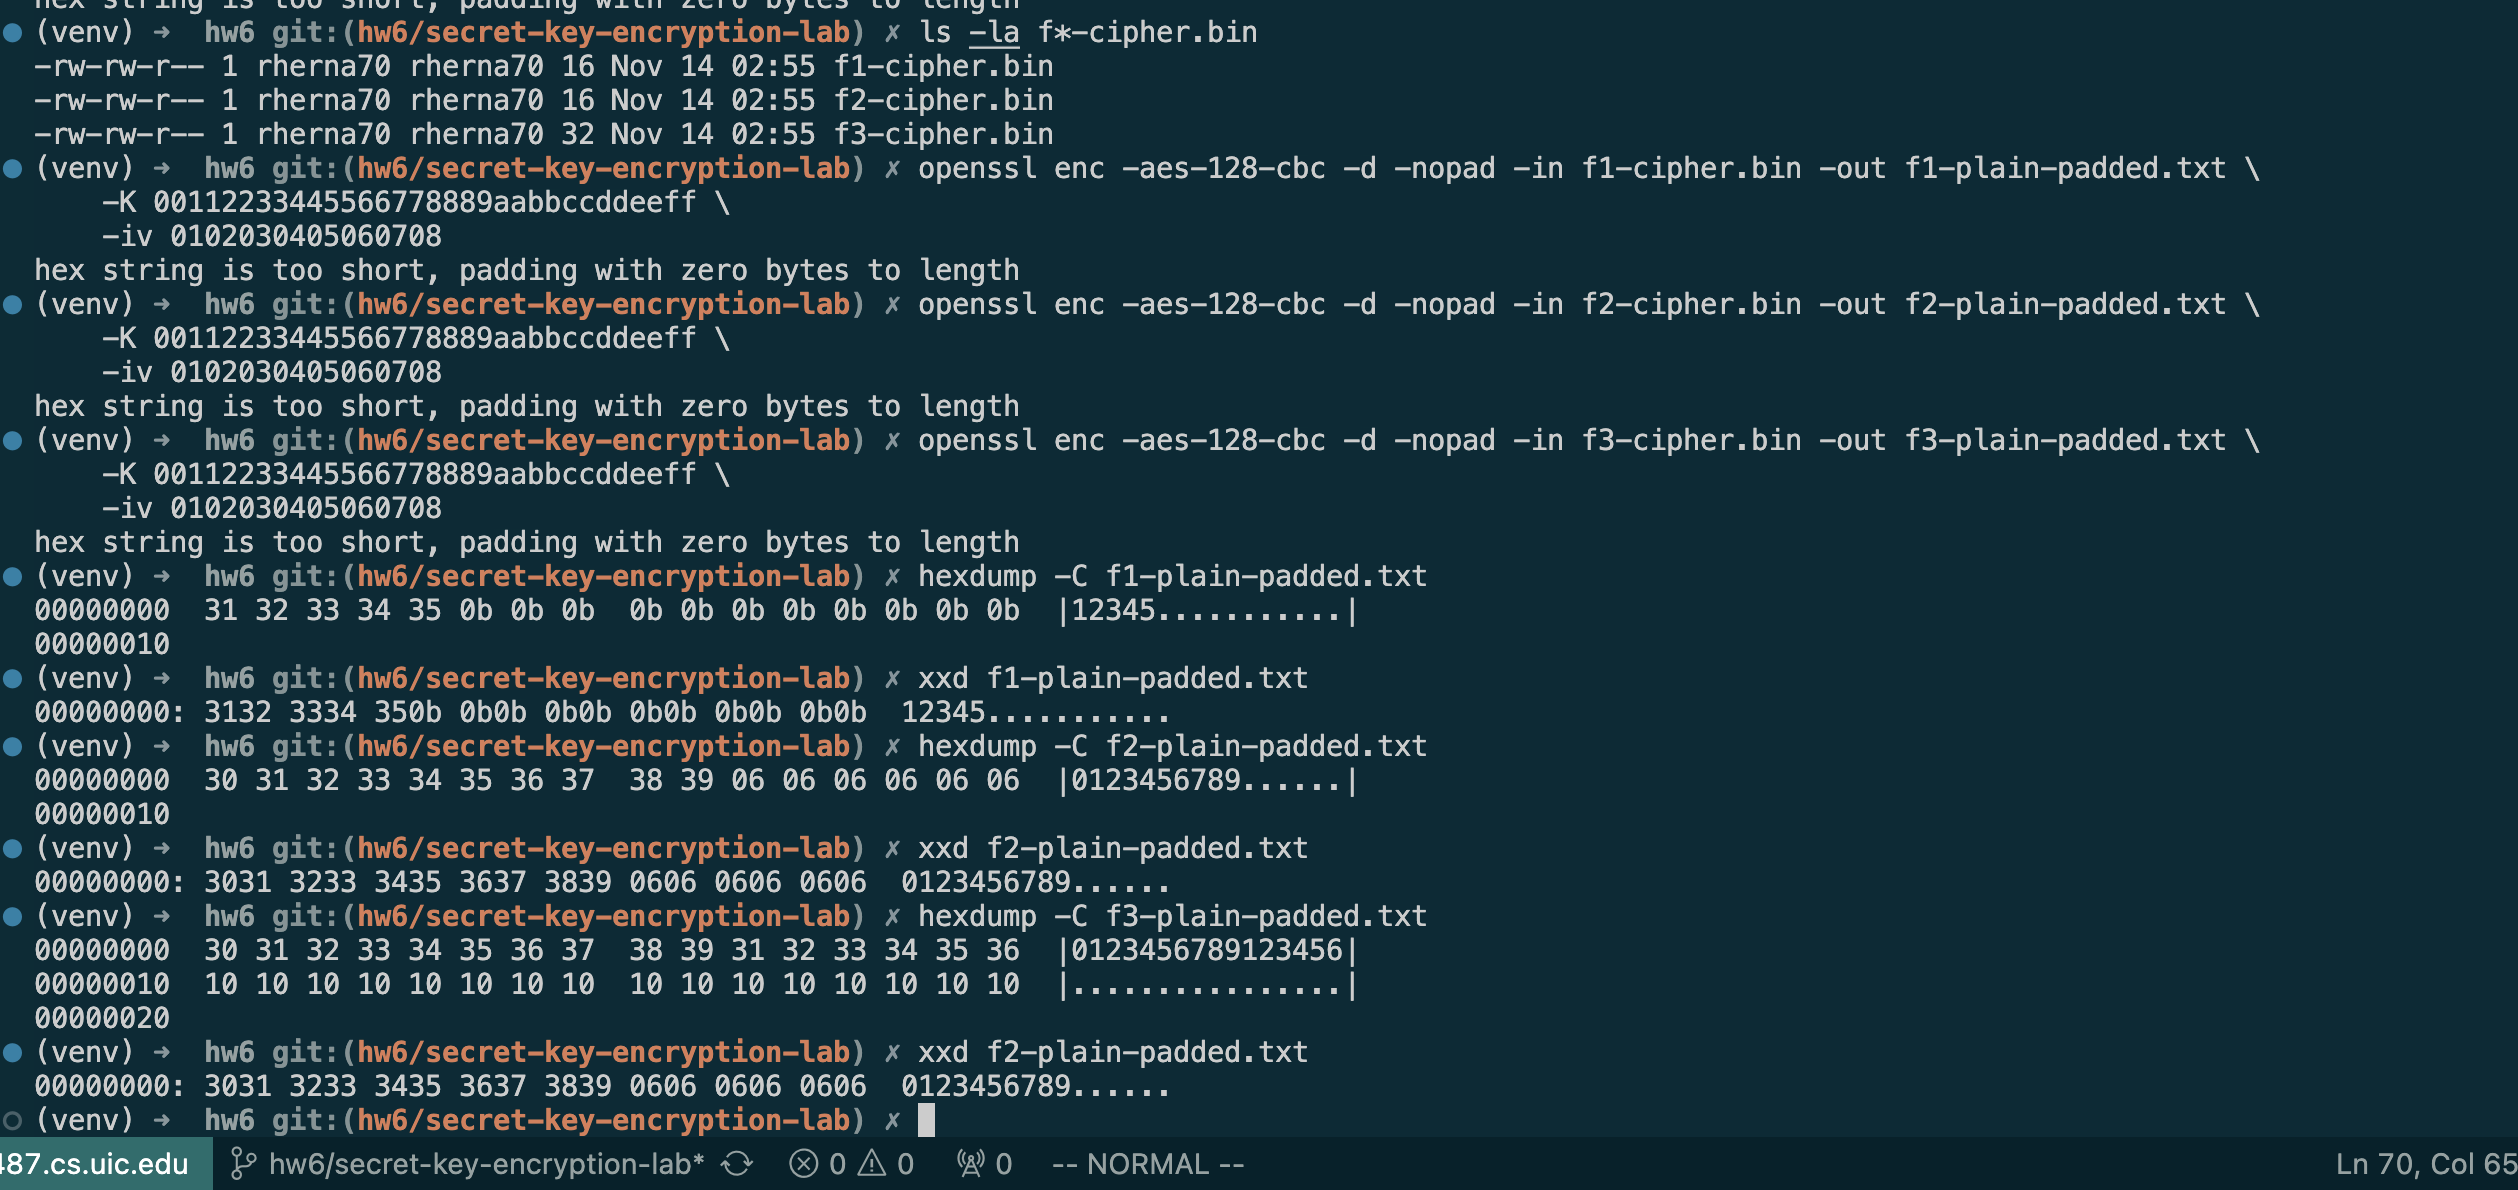 hex string is too short, padding with zero bytes to length
(venv) → hw6 git:(hw6/secret-key-encryption-lab) ✗ ls -la f*-cipher.bin
-rw-rw-r-- 1 rherna70 rherna70 16 Nov 14 02:55 f1-cipher.bin
-rw-rw-r-- 1 rherna70 rherna70 16 Nov 14 02:55 f2-cipher.bin
-rw-rw-r-- 1 rherna70 rherna70 32 Nov 14 02:55 f3-cipher.bin
(venv) → hw6 git:(hw6/secret-key-encryption-lab) ✗ openssl enc -aes-128-cbc -d -nopad -in f1-cipher.bin -out f1-plain-padded.txt \
    -K 00112233445566778889aabbccddeeff \
    -iv 0102030405060708
hex string is too short, padding with zero bytes to length
(venv) → hw6 git:(hw6/secret-key-encryption-lab) ✗ openssl enc -aes-128-cbc -d -nopad -in f2-cipher.bin -out f2-plain-padded.txt \
    -K 00112233445566778889aabbccddeeff \
    -iv 0102030405060708
hex string is too short, padding with zero bytes to length
(venv) → hw6 git:(hw6/secret-key-encryption-lab) ✗ openssl enc -aes-128-cbc -d -nopad -in f3-cipher.bin -out f3-plain-padded.txt \
    -K 00112233445566778889aabbccddeeff \
    -iv 0102030405060708
hex string is too short, padding with zero bytes to length
(venv) → hw6 git:(hw6/secret-key-encryption-lab) ✗ hexdump -C f1-plain-padded.txt
00000000  31 32 33 34 35 0b 0b 0b  0b 0b 0b 0b 0b 0b 0b 0b  |12345...........|
00000010
(venv) → hw6 git:(hw6/secret-key-encryption-lab) ✗ xxd f1-plain-padded.txt
00000000: 3132 3334 350b 0b0b 0b0b 0b0b 0b0b 0b0b  12345...........
(venv) → hw6 git:(hw6/secret-key-encryption-lab) ✗ hexdump -C f2-plain-padded.txt
00000000  30 31 32 33 34 35 36 37  38 39 06 06 06 06 06 06  |0123456789......|
00000010
(venv) → hw6 git:(hw6/secret-key-encryption-lab) ✗ xxd f2-plain-padded.txt
00000000: 3031 3233 3435 3637 3839 0606 0606 0606  0123456789......
(venv) → hw6 git:(hw6/secret-key-encryption-lab) ✗ hexdump -C f3-plain-padded.txt
00000000  30 31 32 33 34 35 36 37  38 39 31 32 33 34 35 36  |0123456789123456|
00000010  10 10 10 10 10 10 10 10  10 10 10 10 10 10 10 10  |................|
00000020
(venv) → hw6 git:(hw6/secret-key-encryption-lab) ✗ xxd f2-plain-padded.txt
00000000: 3031 3233 3435 3637 3839 0606 0606 0606  0123456789......
(venv) → hw6 git:(hw6/secret-key-encryption-lab) ✗
487.cs.uic.edu hw6/secret-key-encryption-lab* 0 0 0 -- NORMAL -- Ln 70, Col 65